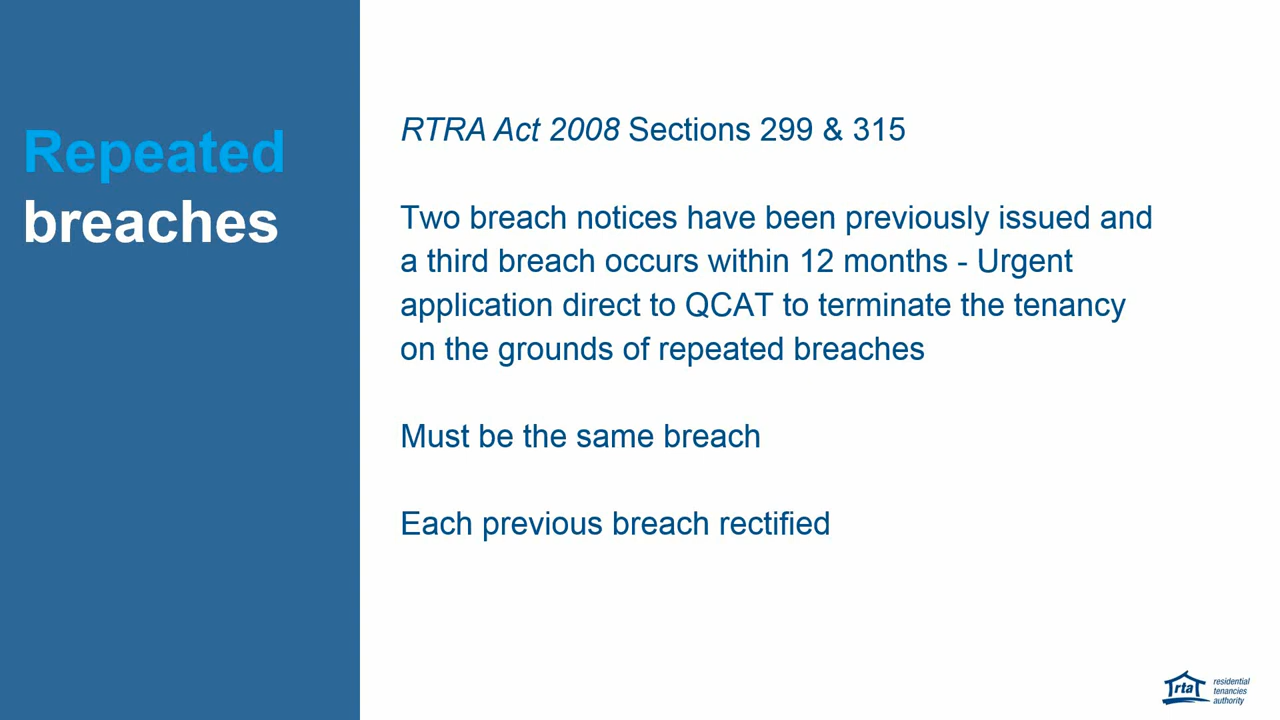 Repeated
breaches
RTRA Act 2008 Sections 299 & 315
Two breach notices have been previously issued and
a third breach occurs within 12 months - Urgent
application direct to QCAT to terminate the tenancy
on the grounds of repeated breaches
Must be the same breach
Each previous breach rectified
rta
residential
tenancies
authority